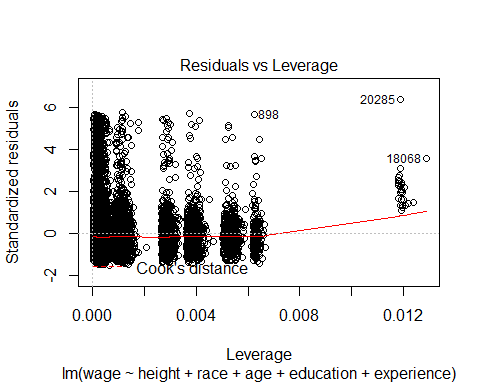 Residuals vs Leverage
Standardized residuals
6
4
2
0
-2
20285
898
18068
Cook's distance
0.000
0.004
0.008
0.012
Leverage
lm(wage ~ height + race + age + education + experience)